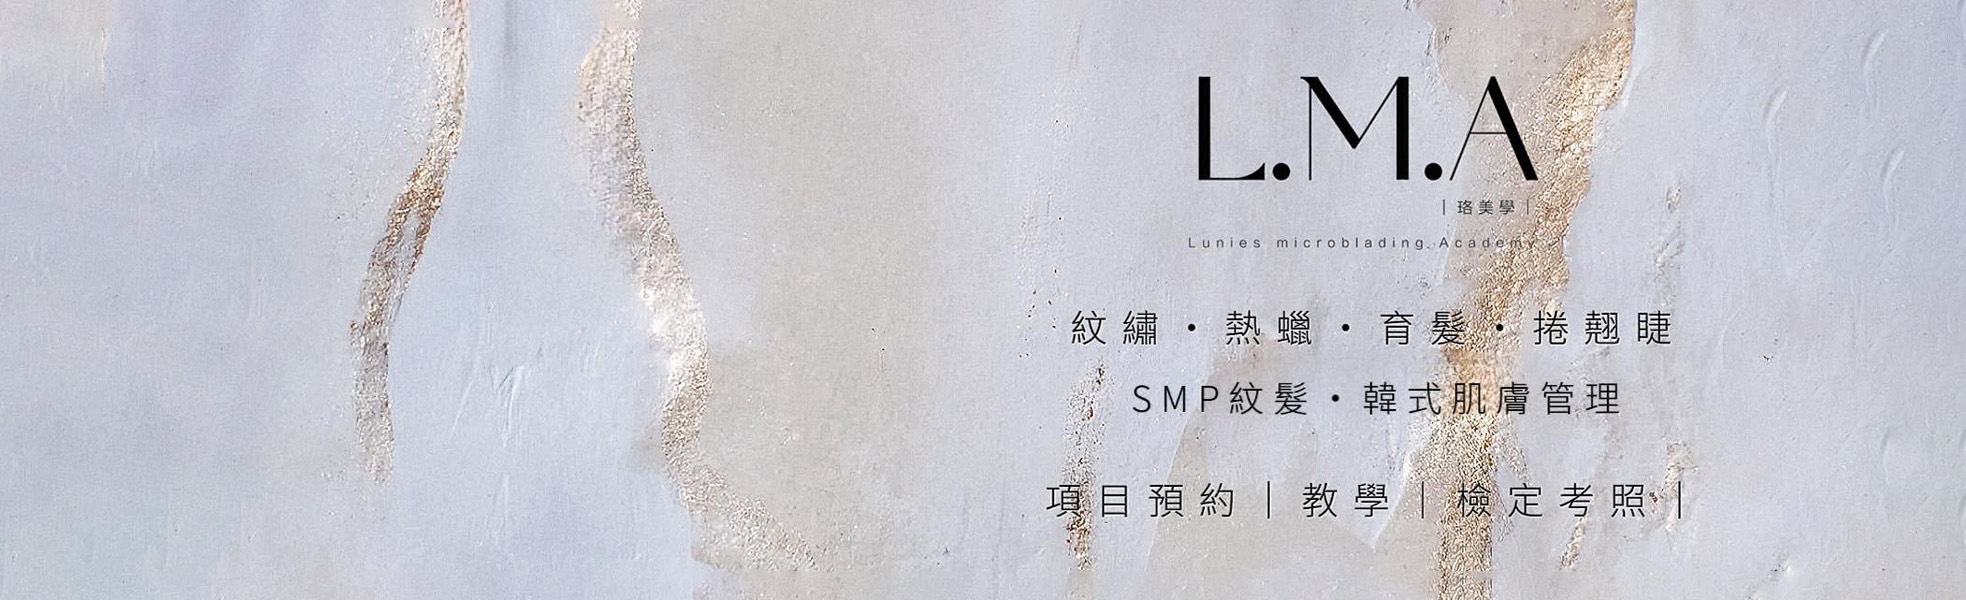 L.M.A
｜珞美學｜
Lunies microblading.Academy
紋繡・熱蠟・育髮・捲翹睫
SMP紋髮・韓式肌膚管理
項目預約｜教學｜檢定考照｜